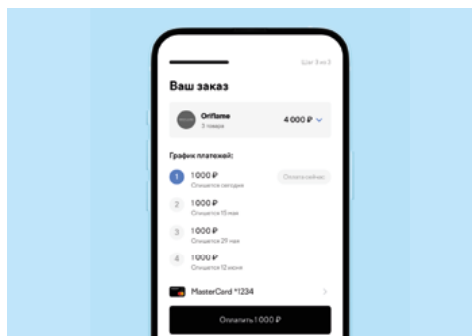 Шаг 3 из 3
Ваш заказ
Oriflame
4 000 ₽
3 товара
График платежей:
1
1 000 ₽
Оплата сейчас
Спишется сегодня
2
1 000 ₽
Спишется 15 мая
3
1 000 ₽
Спишется 29 мая
4
1 000 ₽
Спишется 12 июня
MasterCard *1234
Оплатить 1 000 ₽